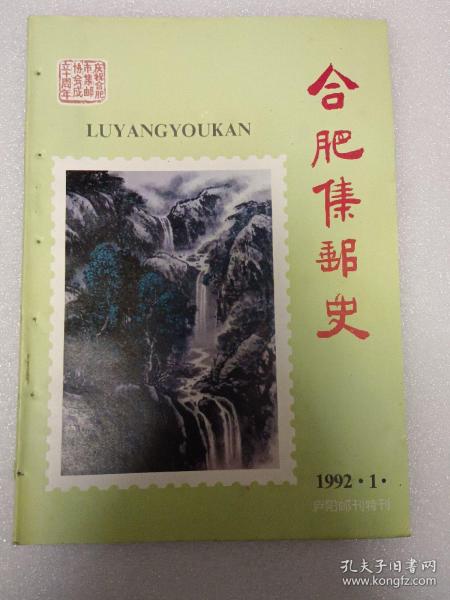 庆祝合肥
市集邮
协会成
立十周年
LUYANGYOUKAN
合肥集郵史
1992·1·
庐阳邮刊特刊
孔夫子旧书网
www.kongfz.com